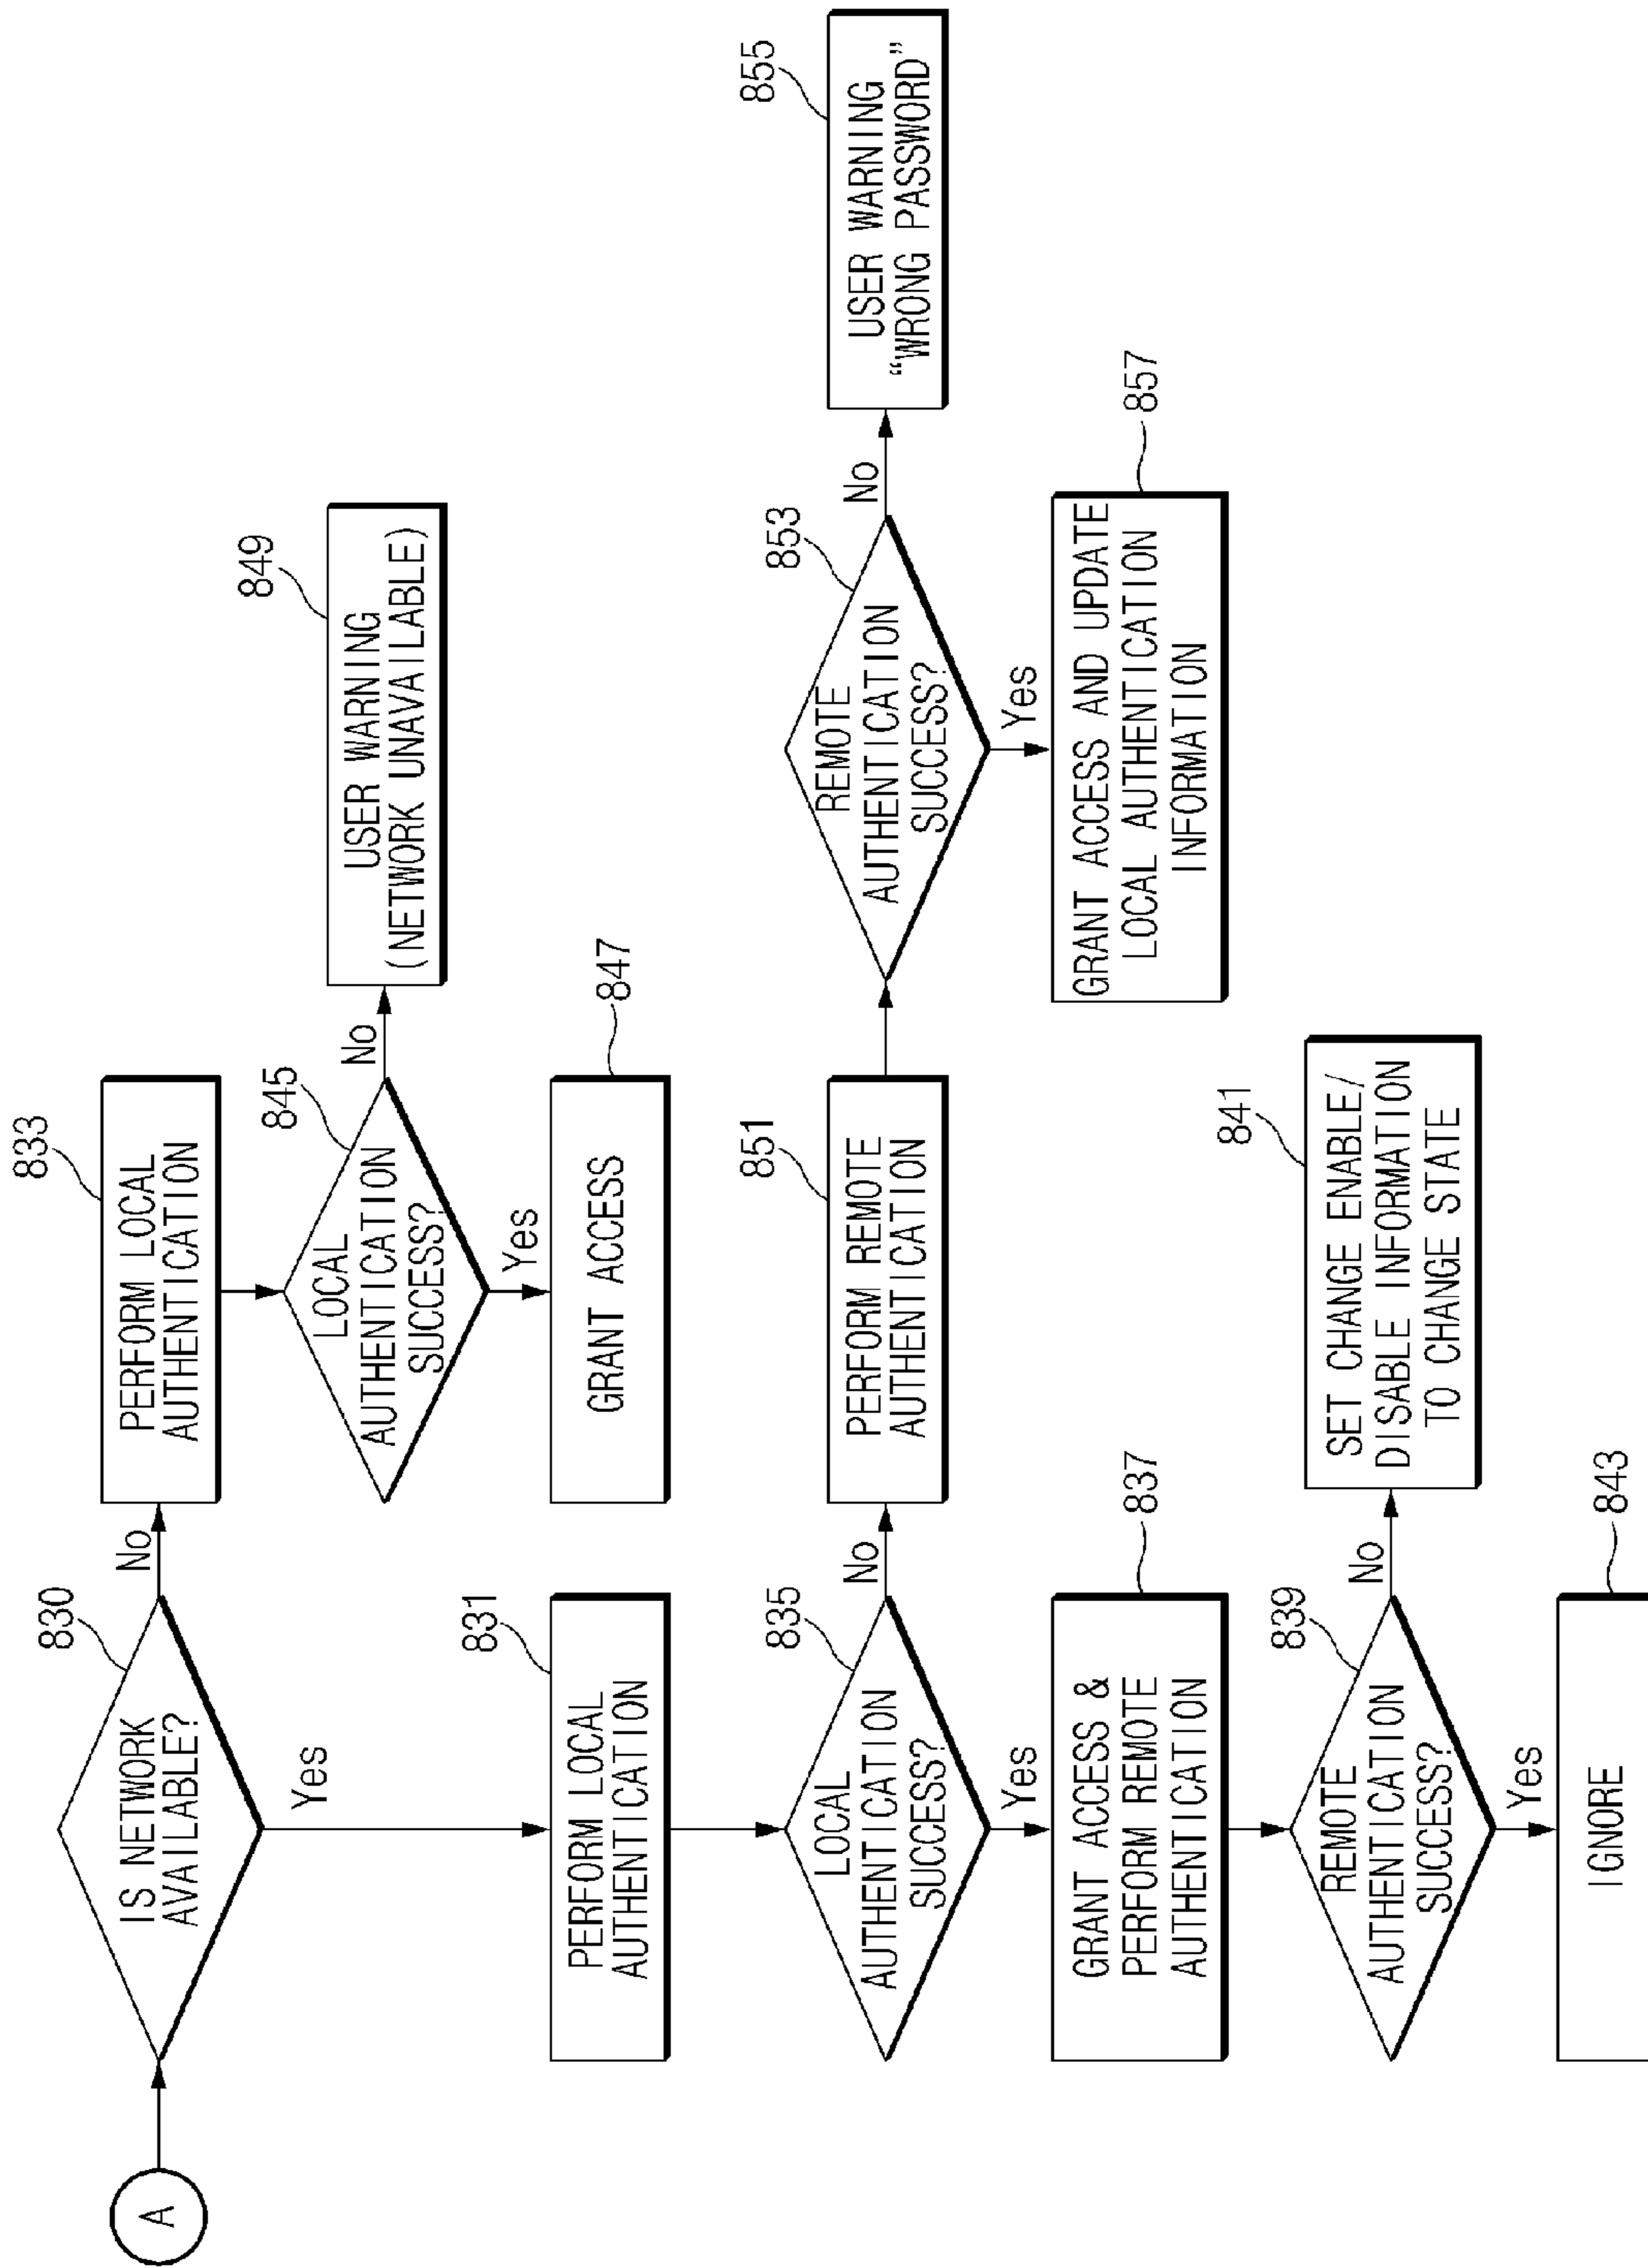 A
830
IS NETWORK
AVAILABLE?
No
Yes
833
PERFORM LOCAL
AUTHENTICATION
845
LOCAL
AUTHENTICATION
SUCCESS?
No
Yes
849
USER WARNING
(NETWORK UNAVAILABLE)
847
GRANT ACCESS
831
PERFORM LOCAL
AUTHENTICATION
835
LOCAL
AUTHENTICATION
SUCCESS?
No
Yes
851
PERFORM REMOTE
AUTHENTICATION
853
REMOTE
AUTHENTICATION
SUCCESS?
No
Yes
855
USER WARNING
“WRONG PASSWORD”
857
GRANT ACCESS AND UPDATE
LOCAL AUTHENTICATION
INFORMATION
837
GRANT ACCESS &
PERFORM REMOTE
AUTHENTICATION
839
REMOTE
AUTHENTICATION
SUCCESS?
No
Yes
841
SET CHANGE ENABLE/
DISABLE INFORMATION
TO CHANGE STATE
843
IGNORE